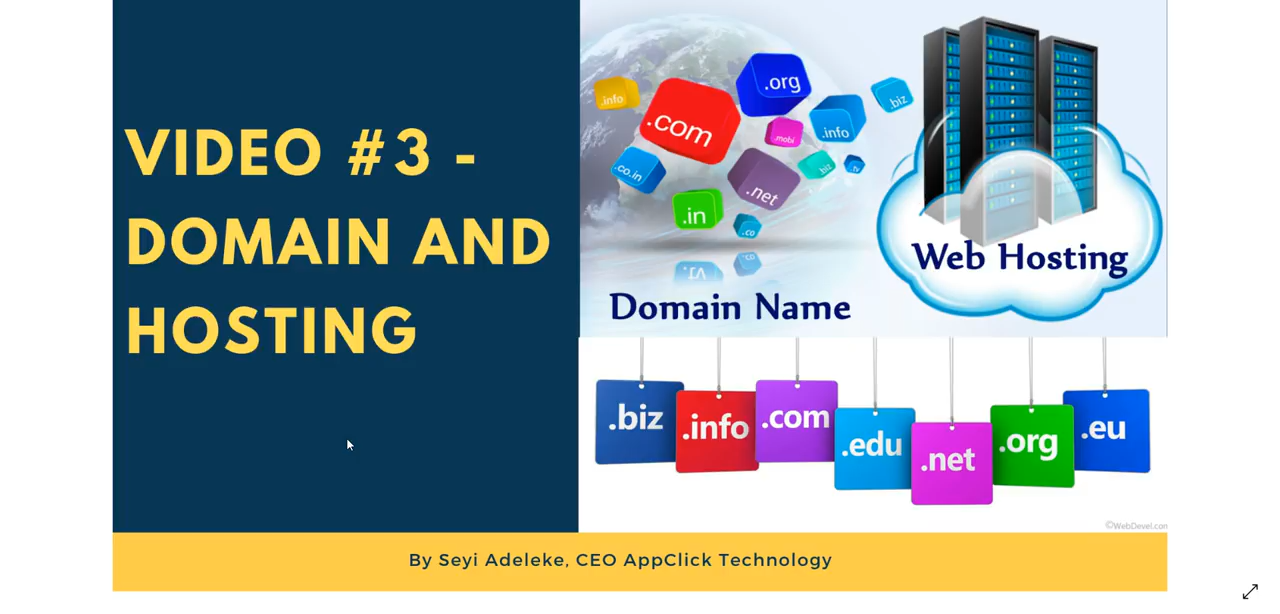 VIDEO #3 -
DOMAIN AND
HOSTING
.info
.com
.org
.biz
.mobi
.info
.co.in
.net
.biz
.tv
.in
.co
Web Hosting
Domain Name
.biz
.info
.com
.edu
.net
.org
.eu
©WebDevel.con
By Seyi Adeleke, CEO AppClick Technology